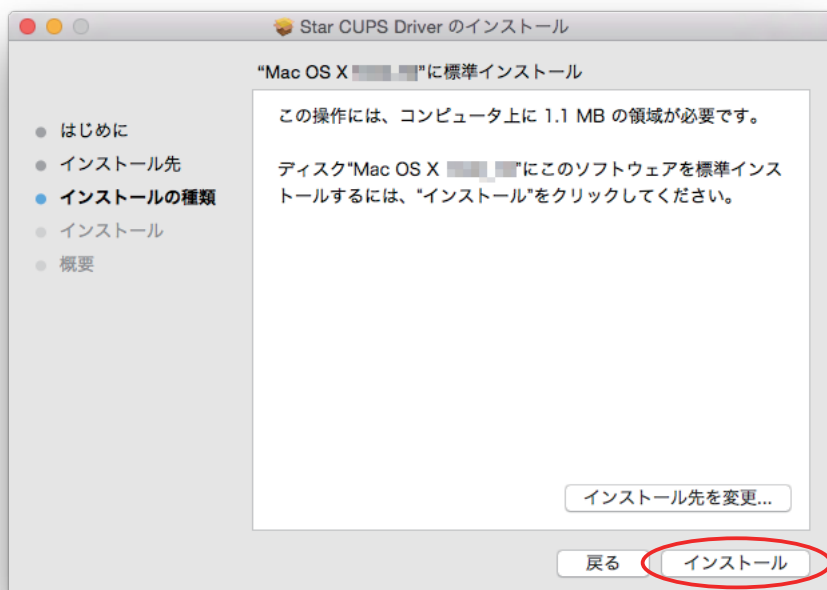 Star CUPS Driver のインストール
“Mac OS X ”に標準インストール
はじめに
インストール先
インストールの種類
インストール
概要
この操作には、コンピュータ上に 1.1 MB の領域が必要です。
ディスク“Mac OS X ”にこのソフトウェアを標準インス
トールするには、“インストール”をクリックしてください。
インストール先を変更...
戻る
インストール